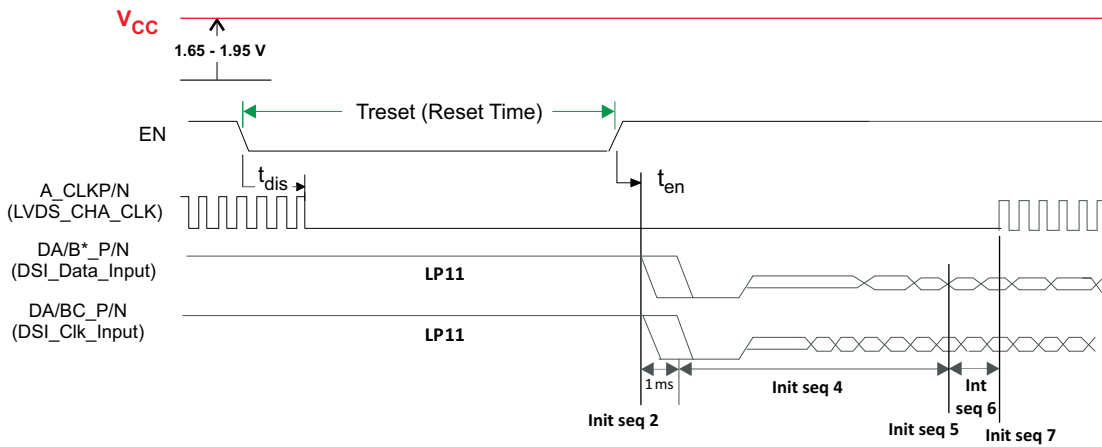 VCC
1.65 - 1.95 V
Treset (Reset Time)
EN
tdis
ten
A_CLKP/N
(LVDS_CHA_CLK)
DA/B*_P/N
(DSI_Data_Input)
LP11
DA/BC_P/N
(DSI_Clk_Input)
LP11
1 ms
Init seq 4
Int
seq 6
Init seq 2
Init seq 5
Init seq 7